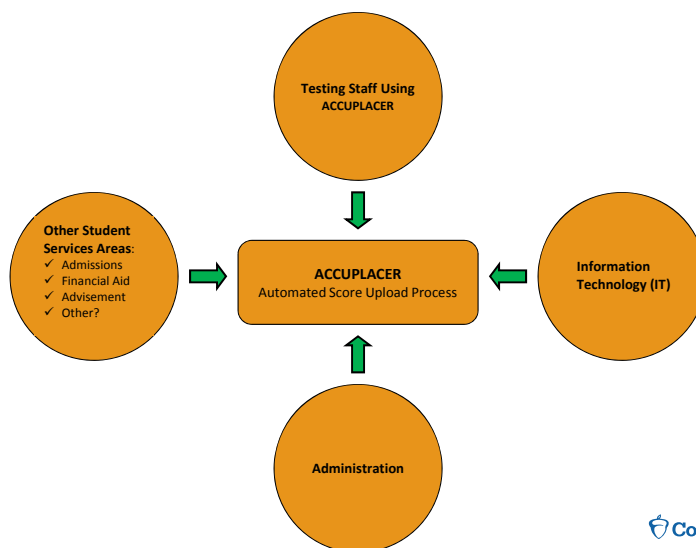 Testing Staff Using
ACCUPLACER
Other Student
Services Areas:
✓ Admissions
✓ Financial Aid
✓ Advisement
✓ Other?
ACCUPLACER
Automated Score Upload Process
Information
Technology (IT)
Administration
Co